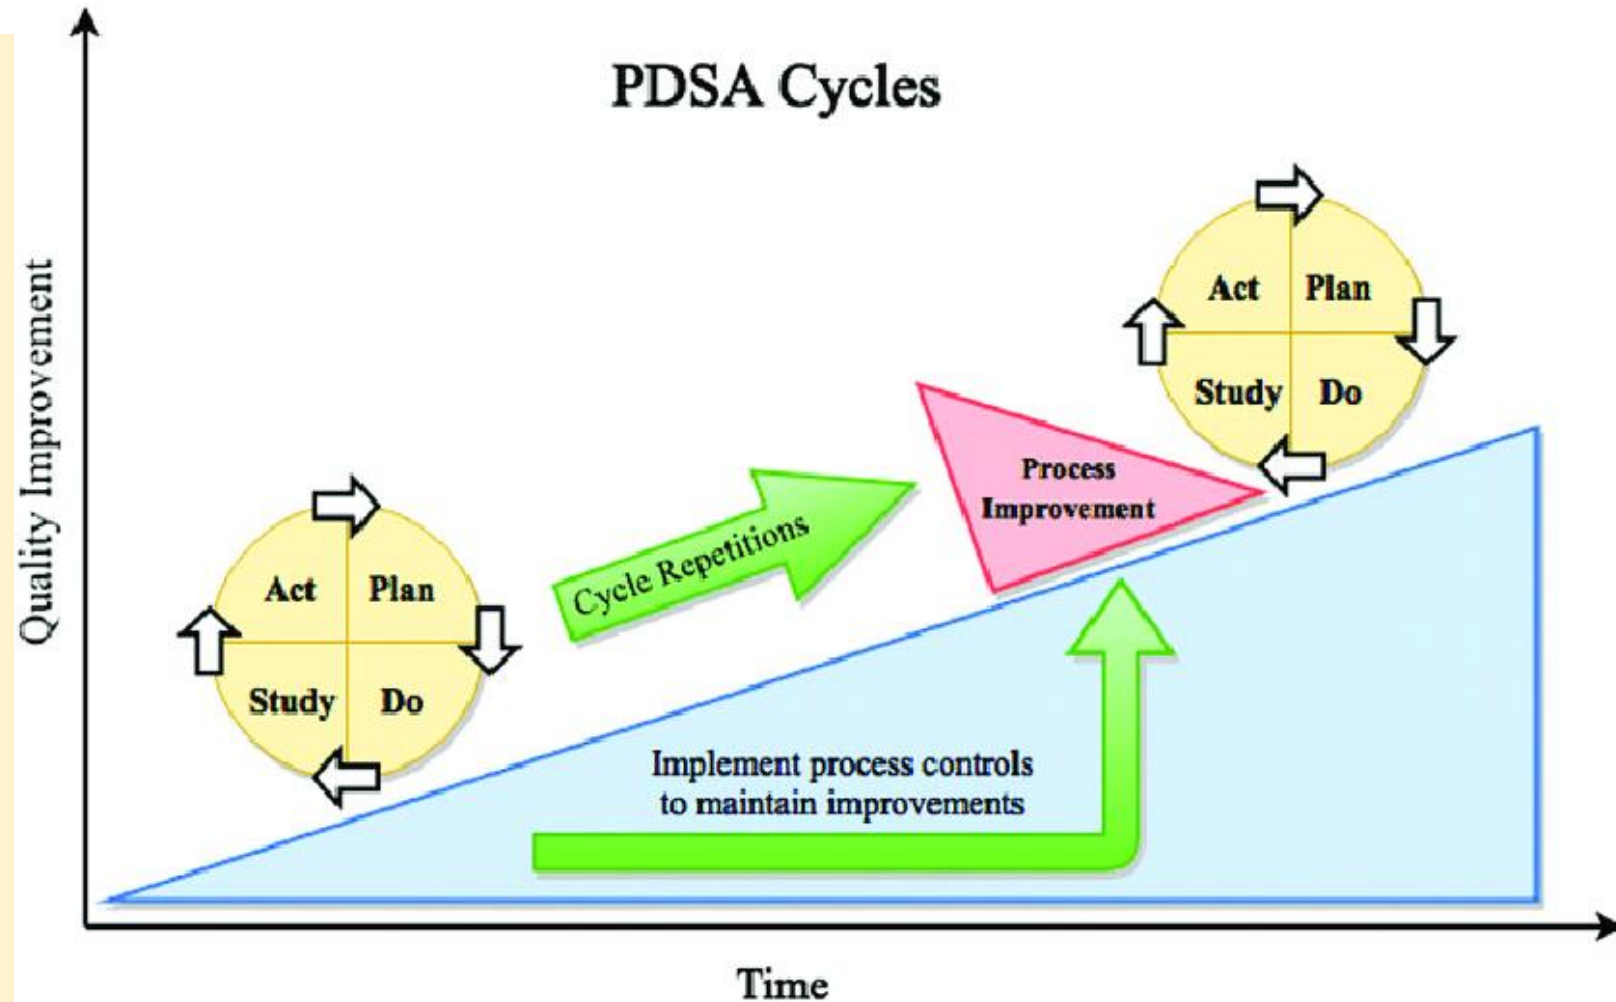 PDSA Cycles
Quality Improvement
Act Plan
Study Do
Cycle Repetitions
Process
Improvement
Act Plan
Study Do
Implement process controls
to maintain improvements
Time